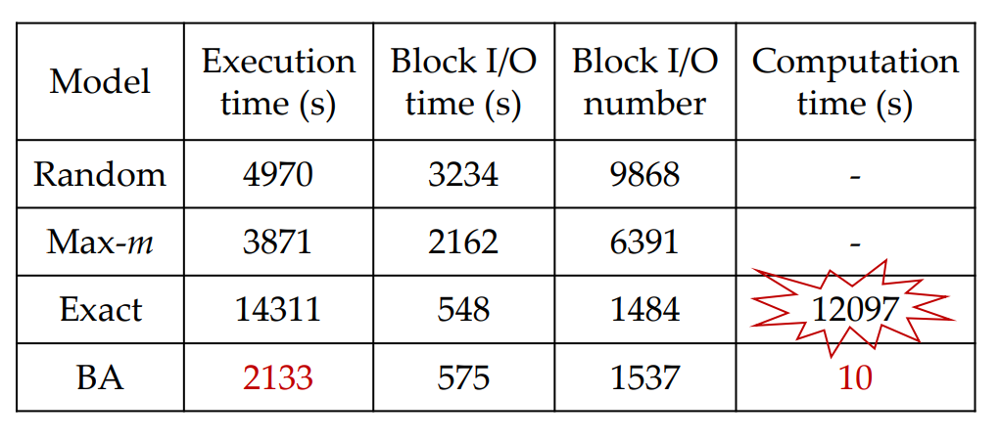 Model Execution time (s) Block I/O time (s) Block I/O number Computation time (s)
Random 4970 3234 9868 -
Max-m 3871 2162 6391 -
Exact 14311 548 1484 12097
BA 2133 575 1537 10